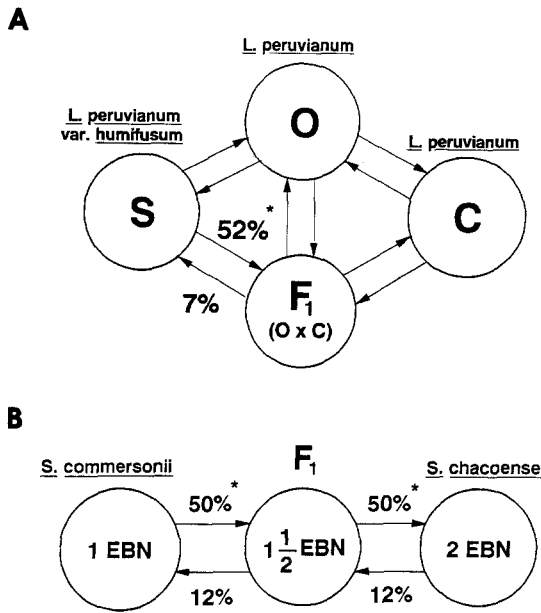 A
L. peruvianum
O
L. peruvianum
var. humifusum
L. peruvianum
S
C
52%*
7%
F1
(O x C)
B
F1
S. commersonii
S. chacoense
50%*
50%*
1 EBN
1 1/2 EBN
2 EBN
12%
12%